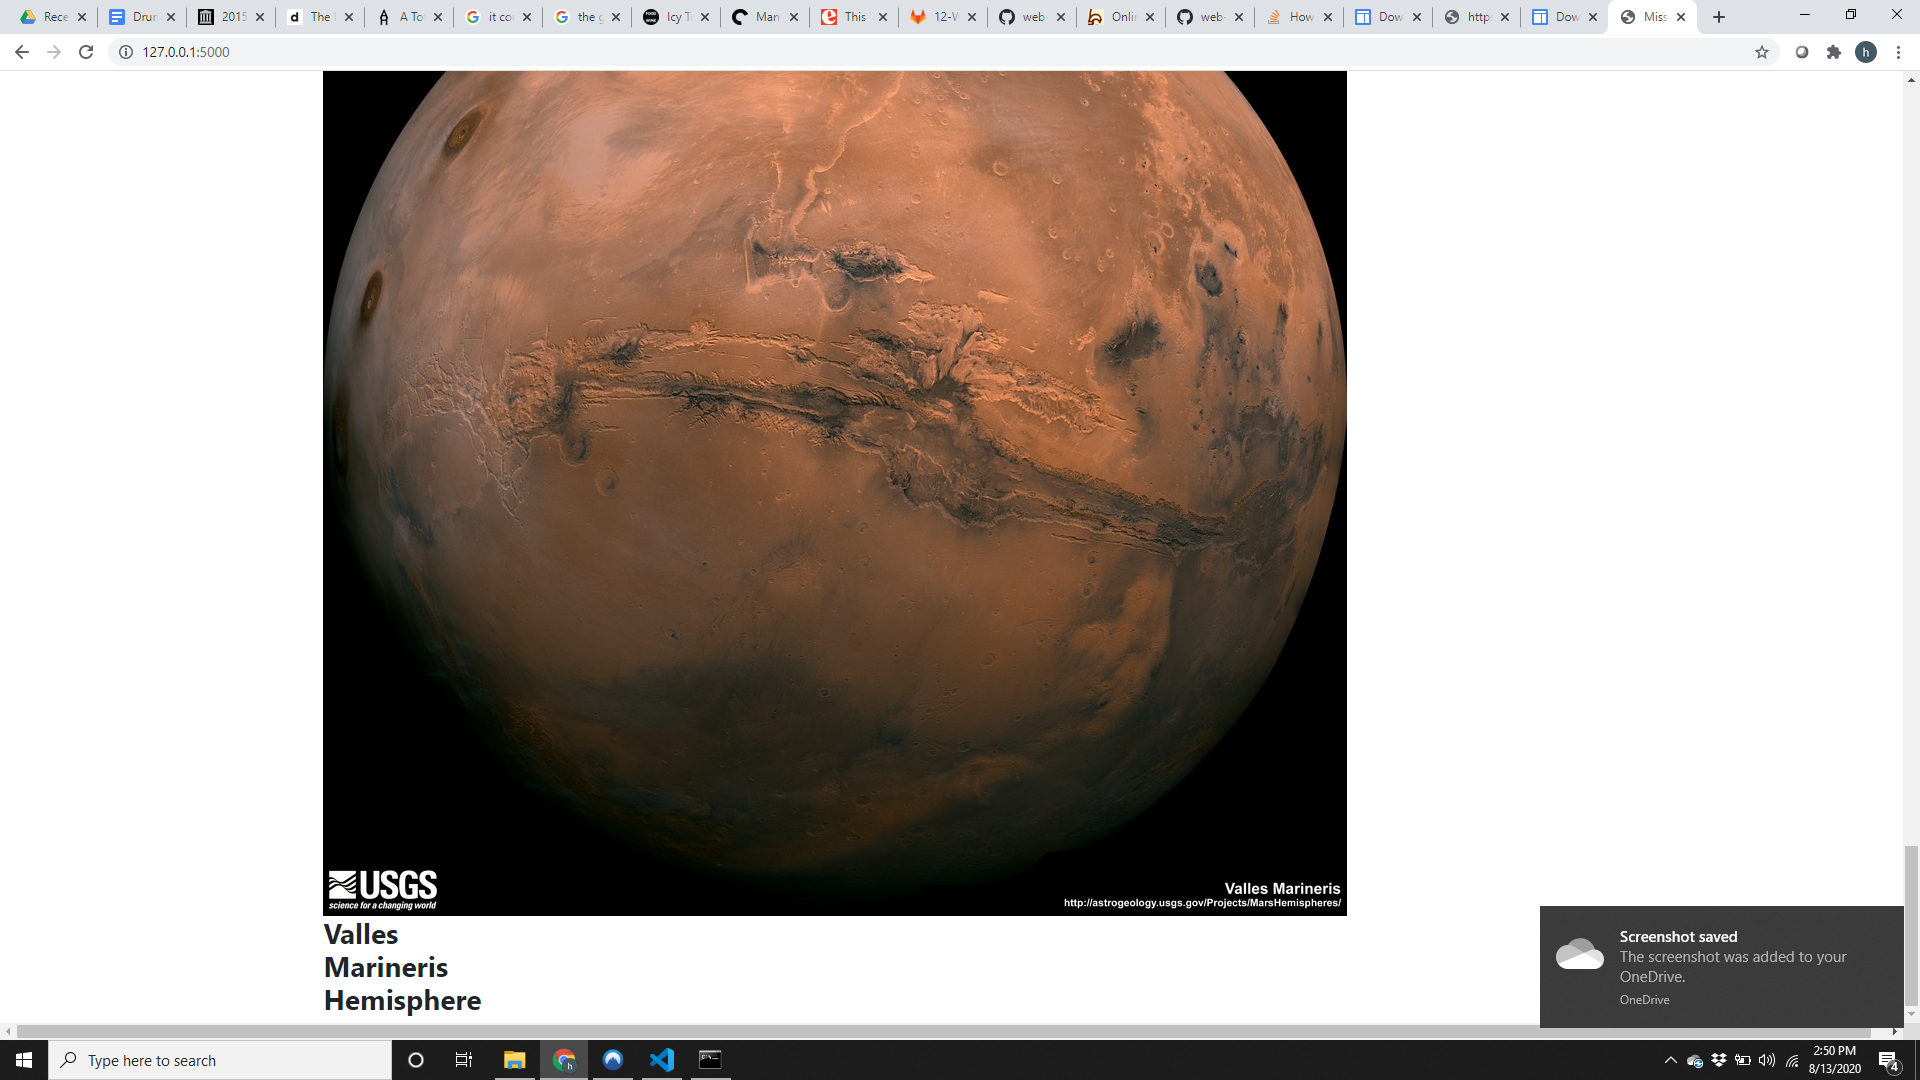 Rece
Drun
2015
The
A To
it co
the g
Icy T
Man
This
12-W
web-
Onli
web-
How
Dow
http
Dow
Miss
127.0.0.1:5000
h
USGS
science for a changing world
Valles Marineris
http://astrogeology.usgs.gov/Projects/MarsHemispheres/
Valles
Marineris
Hemisphere
Screenshot saved
The screenshot was added to your
OneDrive.
OneDrive
Type here to search
2:50 PM
8/13/2020
4